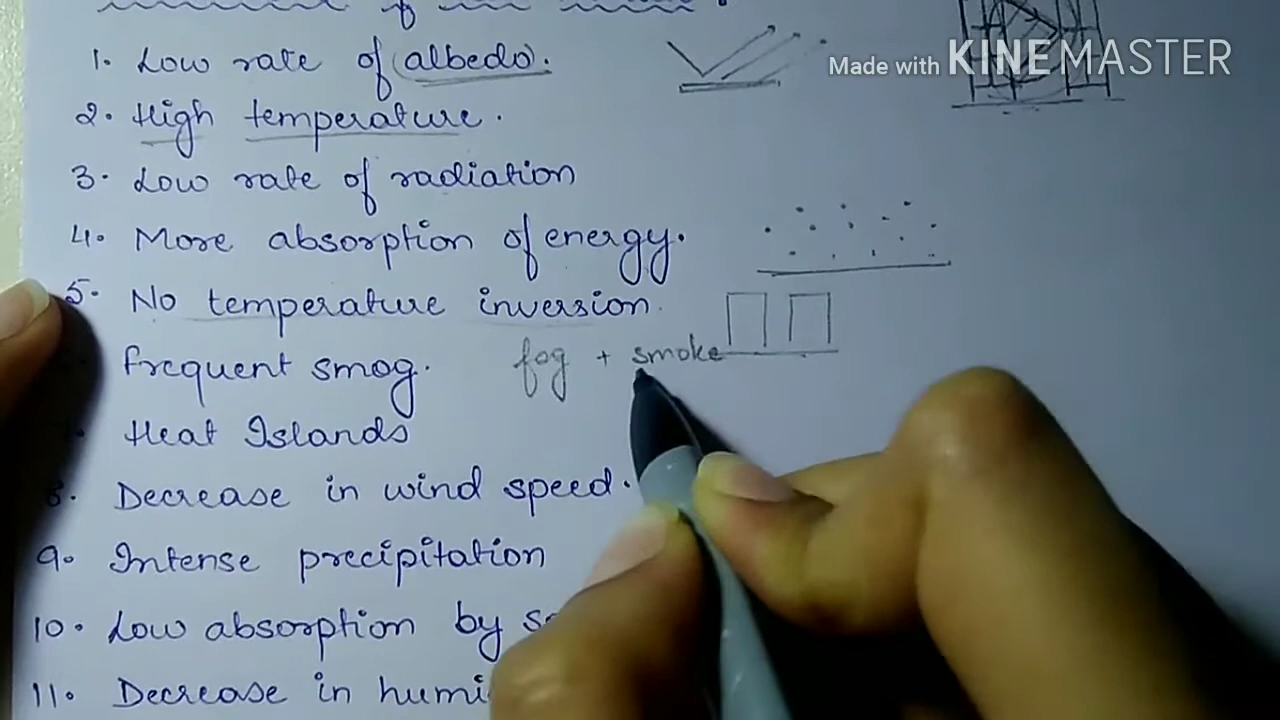 Made with KINEMASTER
1. Low rate of albedo.
2. High temperature.
3. Low rate of radiation
4. More absorption of energy.
5. No temperature inversion.
Frequent smog. fog + smoke
Heat Islands
8. Decrease in wind speed.
9. Intense precipitation
10. Low absorption by
11. Decrease in